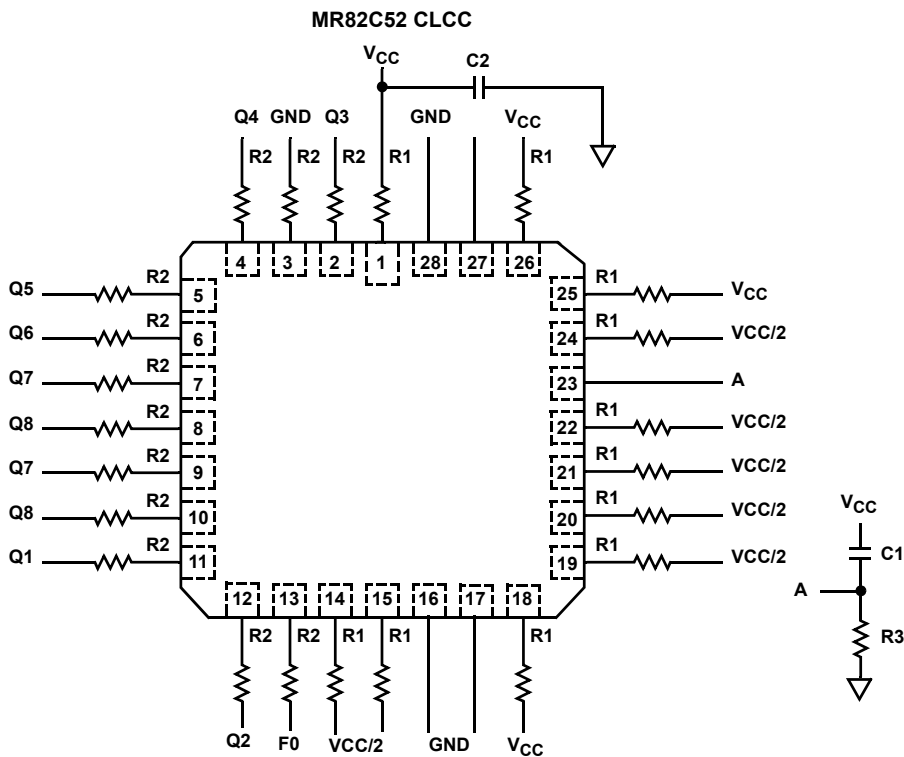 MR82C52 CLCC
VCC
C2
Q4 GND Q3 GND VCC
R2 R2 R2 R1 R1
4 3 2 1 28 27 26
Q5 R2 5 25 R1 VCC
Q6 R2 6 24 R1 VCC/2
Q7 R2 7 23 A
Q8 R2 8 22 R1 VCC/2
Q7 R2 9 21 R1 VCC/2
Q8 R2 10 20 R1 VCC/2
Q1 R2 11 19 R1 VCC/2
VCC
C1
A
R3
12 13 14 15 16 17 18
R2 R2 R1 R1 R1
Q2 F0 VCC/2 GND VCC